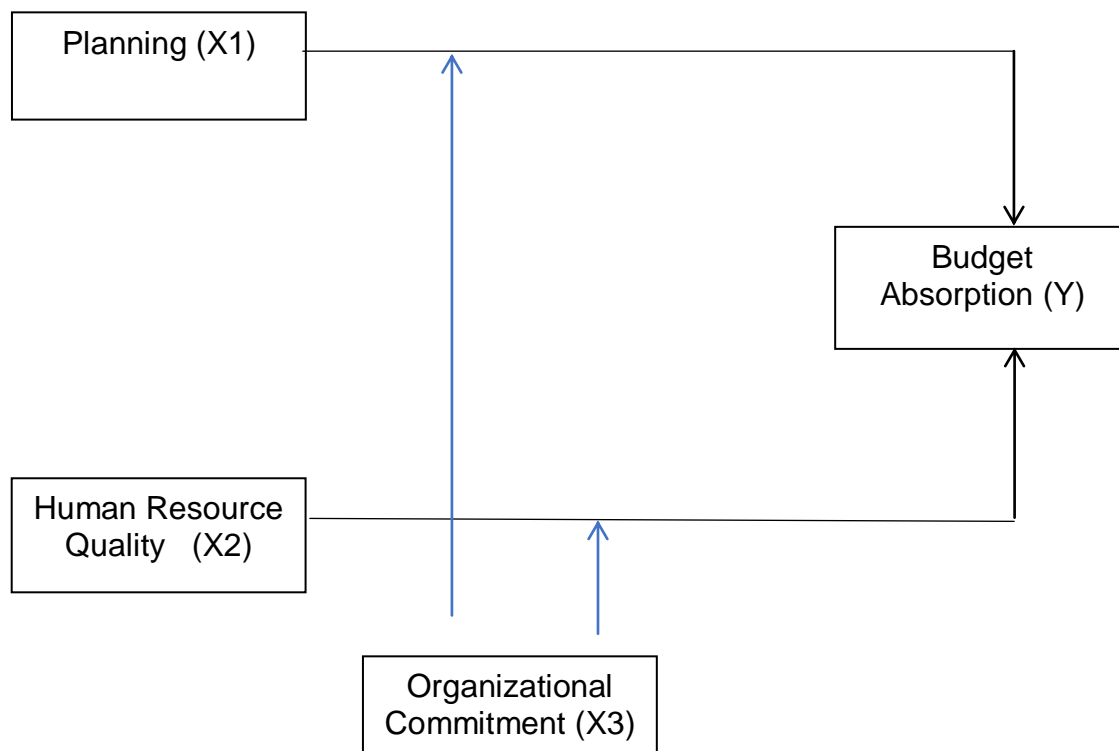 Planning (X1)
Budget
Absorption (Y)
Human Resource
Quality (X2)
Organizational
Commitment (X3)